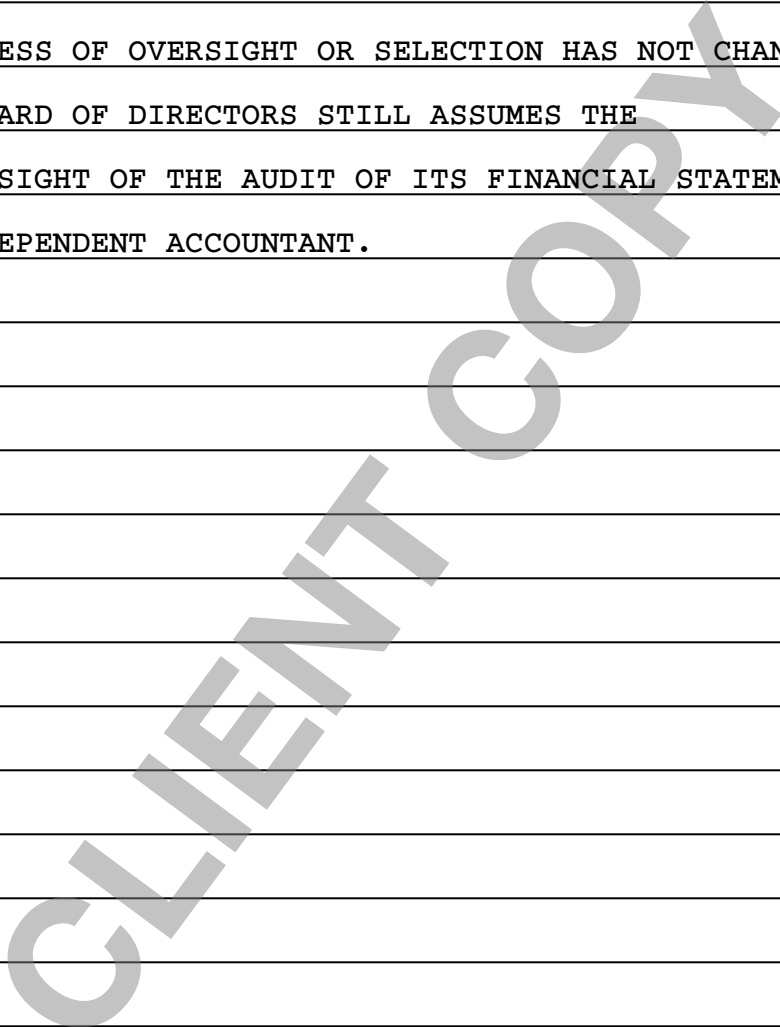 ESS OF OVERSIGHT OR SELECTION HAS NOT CHAN
ARD OF DIRECTORS STILL ASSUMES THE
SIGHT OF THE AUDIT OF ITS FINANCIAL STATEM
EPENDENT ACCOUNTANT.
CLIENT COPY